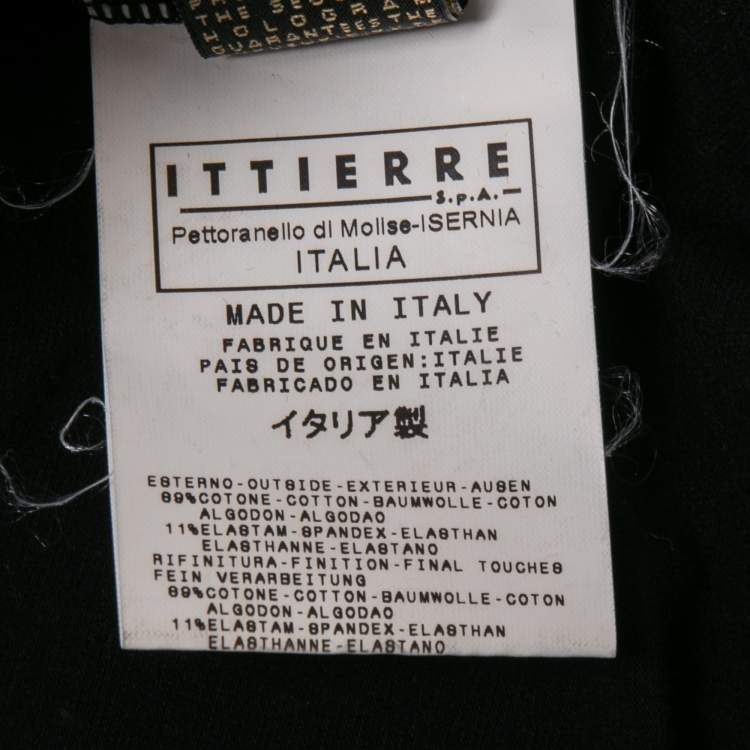 ITTIERRE
S.p.A.
Pettoranello di Molise-ISERNIA
ITALIA
MADE IN ITALY
FABRIQUE EN ITALIE
PAIS DE ORIGEN:ITALIE
FABRICADO EN ITALIA
イタリア製
ESTERNO-OUTSIDE-EXTERIEUR-AUSEN
89%COTONE-COTTON-BAUMWOLLE-COTON
ALGODON-ALGODAO
11%ELASTAM-SPANDEX-ELASTHAN
ELASTHANNE-ELASTANO
RIFINITURA-FINITION-FINAL TOUCHES
FEIN VERARBEITUNG
89%COTONE-COTTON-BAUMWOLLE-COTON
ALGODON-ALGODAO
11%ELASTAM-SPANDEX-ELASTHAN
ELASTHANNE-ELASTANO